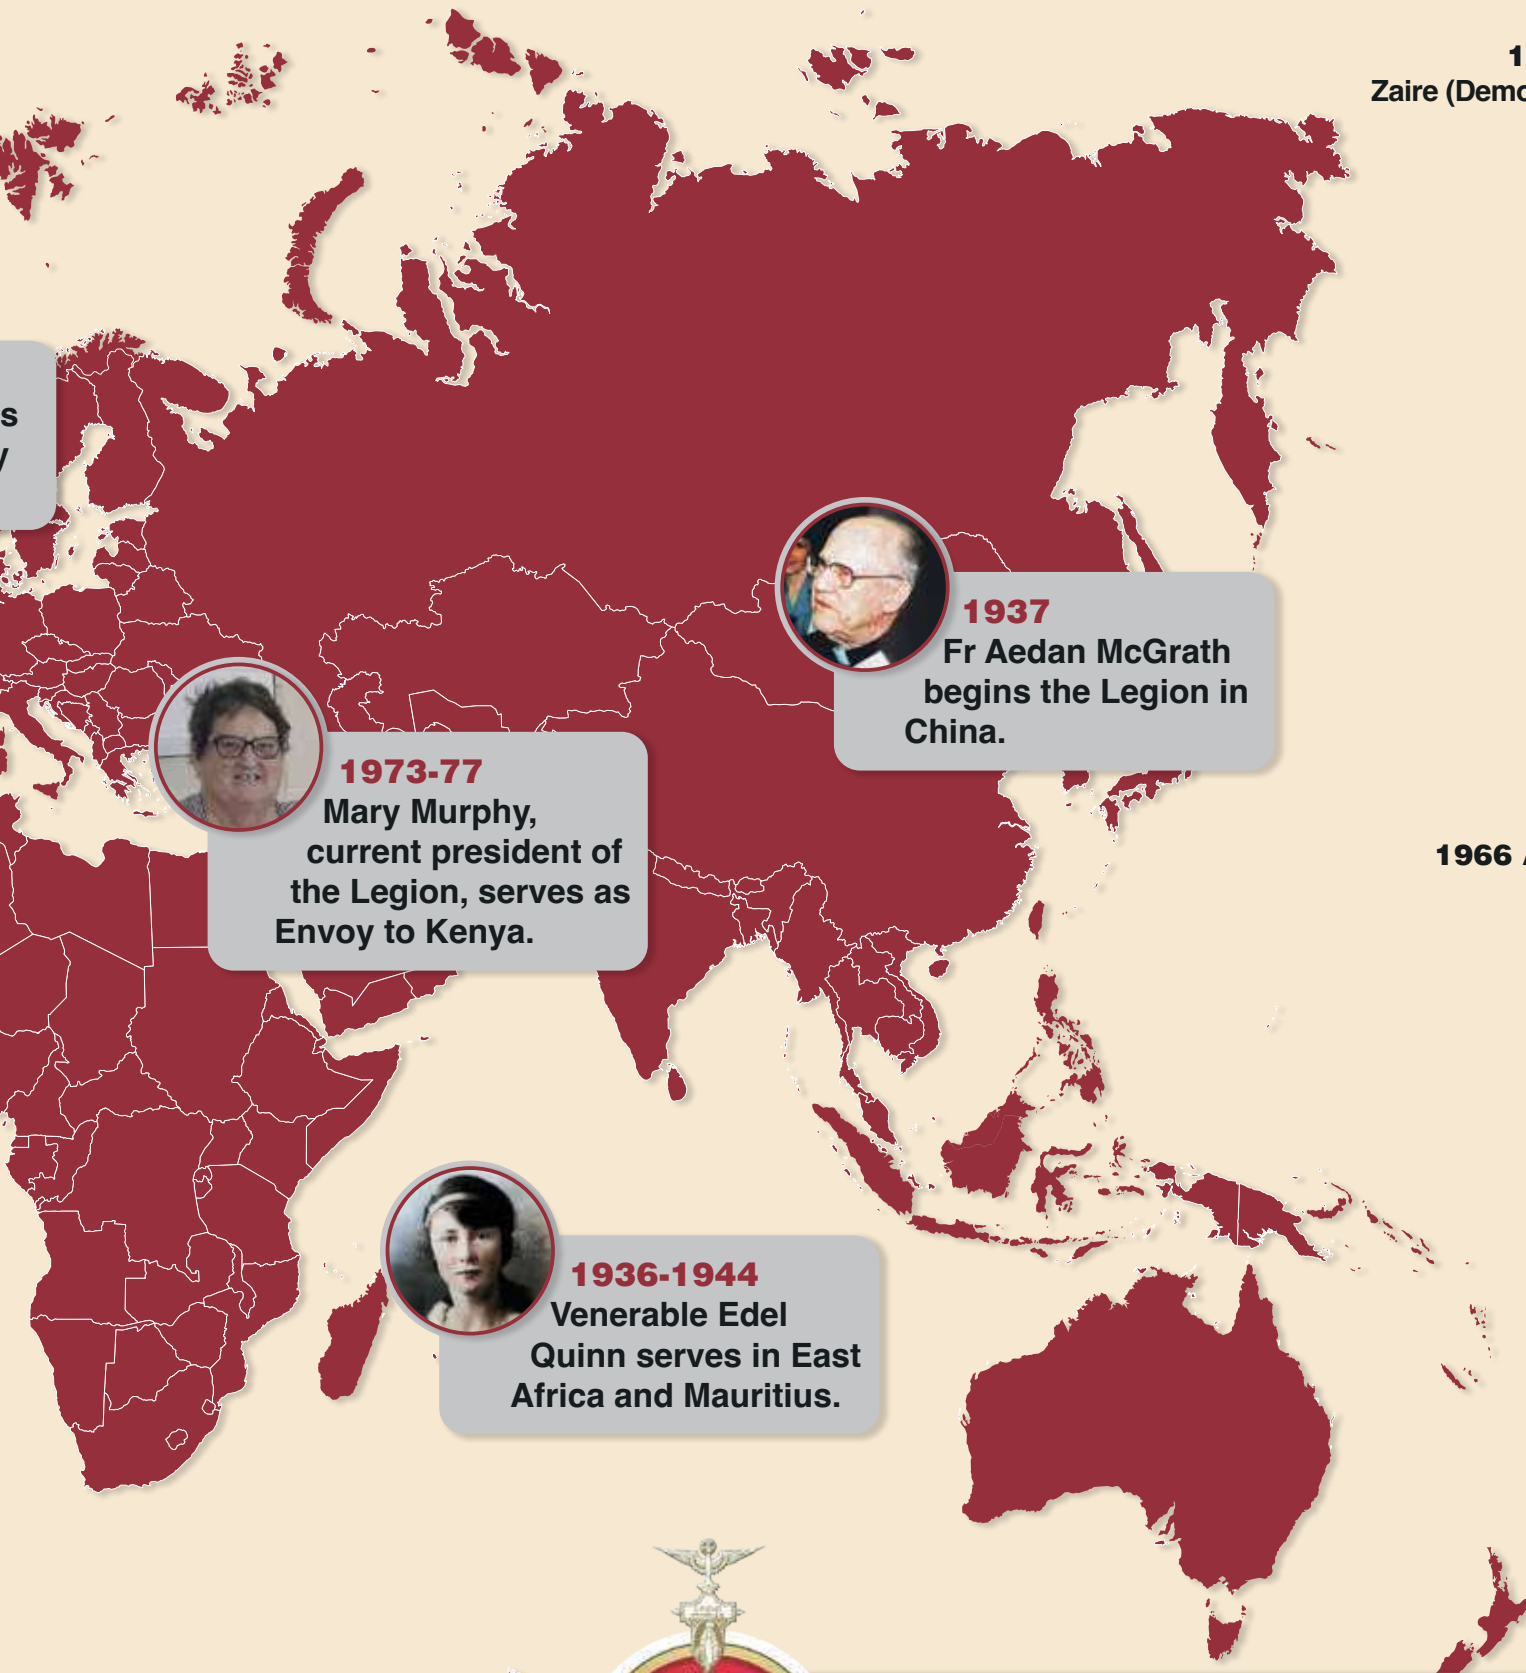 1
Zaire (Demo
s
y
1937
Fr Aedan McGrath
begins the Legion in
China.
1973-77
Mary Murphy,
current president of
the Legion, serves as
Envoy to Kenya.
1966
1936-1944
Venerable Edel
Quinn serves in East
Africa and Mauritius.